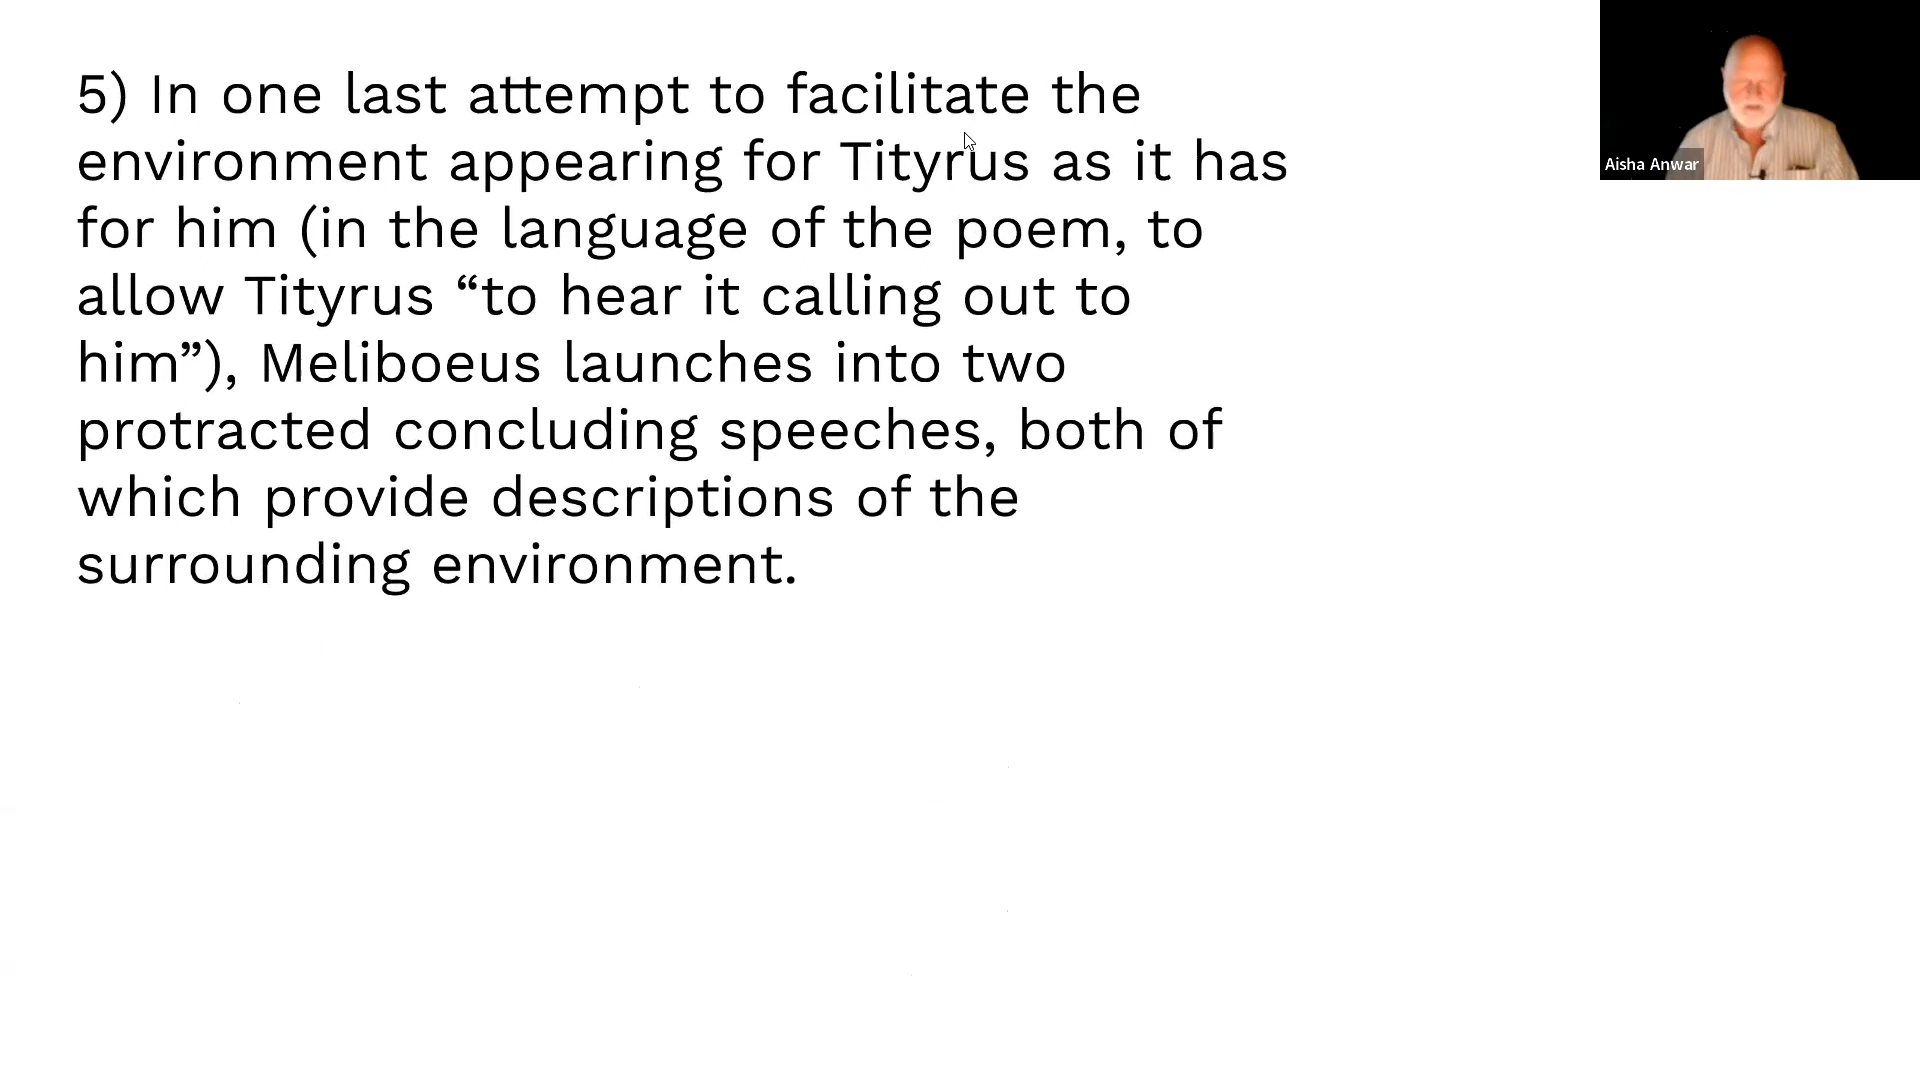 5) In one last attempt to facilitate the
environment appearing for Tityrus as it has
for him (in the language of the poem, to
allow Tityrus “to hear it calling out to
him”), Meliboeus launches into two
protracted concluding speeches, both of
which provide descriptions of the
surrounding environment.
Aisha Anwar